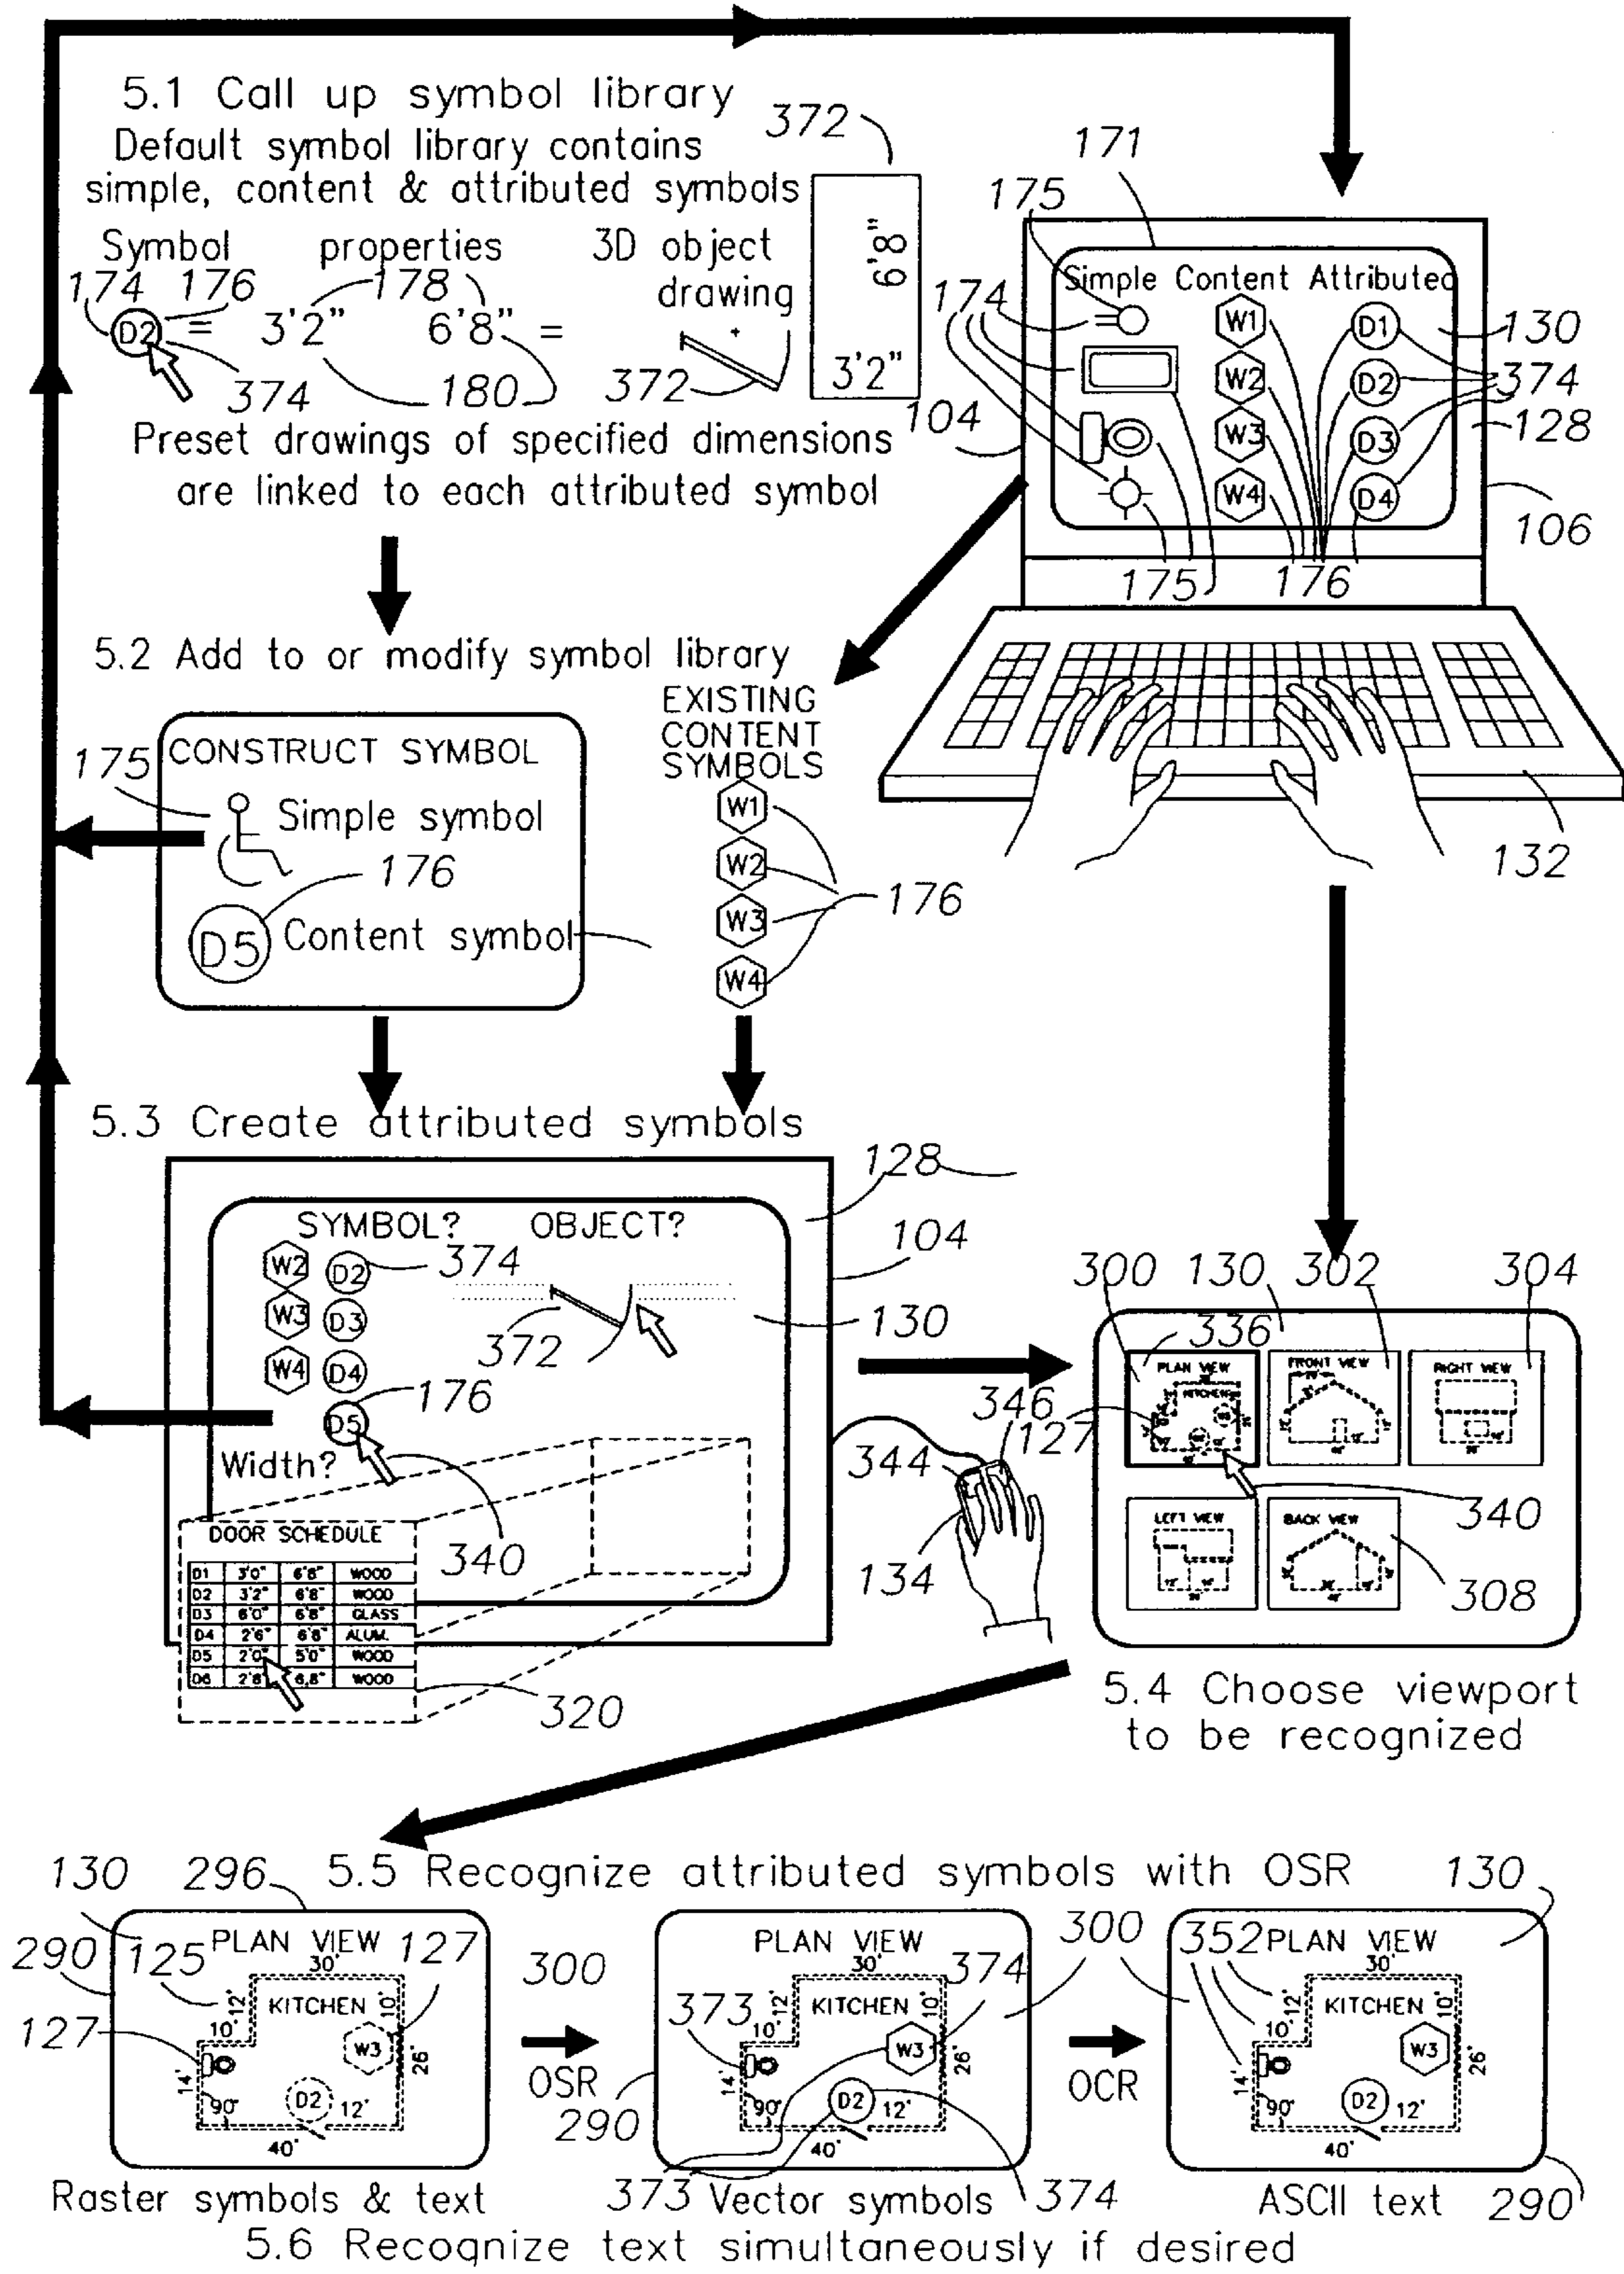 5.1 Call up symbol library
Default symbol library contains
simple, content & attributed symbols
372
6'8"
3'2"
Symbol properties 3D object
drawing
174 176 178
D2 = 3'2" 6'8" =
374 180 372
Preset drawings of specified dimensions
are linked to each attributed symbol
171
175
174
Simple Content Attributed
W1 D1
W2 D2
W3 D3
W4 D4
130
374
128
104
106
175 176
132
5.2 Add to or modify symbol library
175
CONSTRUCT SYMBOL
Simple symbol
176
D5 Content symbol
EXISTING
CONTENT
SYMBOLS
W1
W2
W3
W4
176
5.3 Create attributed symbols
128
104
130
SYMBOL? OBJECT?
W2 D2 374
W3 D3
W4 D4
372
D5 176
Width?
340
DOOR SCHEDULE
D1 3'0" 6'8" WOOD
D2 3'2" 6'8" WOOD
D3 6'0" 6'8" GLASS
D4 2'6" 6'8" ALUM.
D5 2'0" 5'0" WOOD
D6 2'8" 6,8" WOOD
320
346
344
134
127
300 130 302 304
336
PLAN VIEW FRONT VIEW RIGHT VIEW
KITCHEN
340
LEFT VIEW BACK VIEW
308
5.4 Choose viewport
to be recognized
5.5 Recognize attributed symbols with OSR
130 296
290 125 127
127
PLAN VIEW
30'
12' KITCHEN 10'
10'
W3
14' 26'
90° D2 12'
40'
Raster symbols & text
300
OSR
290
PLAN VIEW
30' 374
373 12' KITCHEN 10'
10'
W3
14' 26'
90° D2 12'
40'
373 Vector symbols 374
300
OCR
130
352 PLAN VIEW
30'
12' KITCHEN 10'
10'
W3
14' 26'
90° D2 12'
40'
ASCII text 290
5.6 Recognize text simultaneously if desired